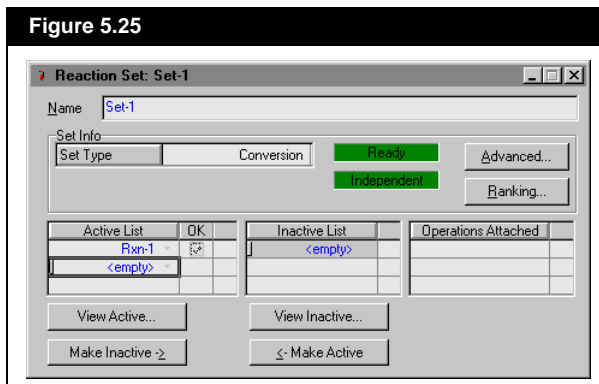 Figure 5.25
Reaction Set: Set-1
Name Set-1
Set Info
Set Type Conversion Ready Advanced...
Independent Ranking...
Active List OK Inactive List Operations Attached
Rxn-1 <empty>
<empty>
View Active... View Inactive...
Make Inactive -> <- Make Active